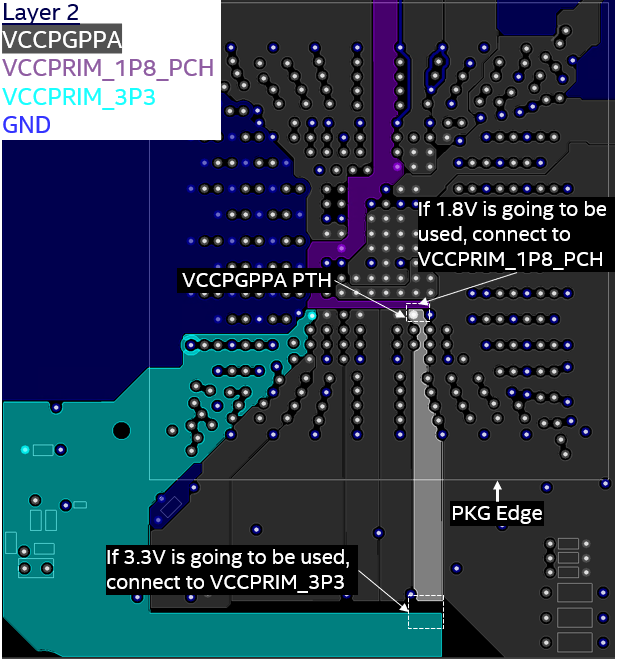 Layer 2
VCCPGPPA
VCCPRIM_1P8_PCH
VCCPRIM_3P3
GND
If 1.8V is going to be
used, connect to
VCCPRIM_1P8_PCH
VCCPGPPA PTH
PKG Edge
If 3.3V is going to be used,
connect to VCCPRIM_3P3